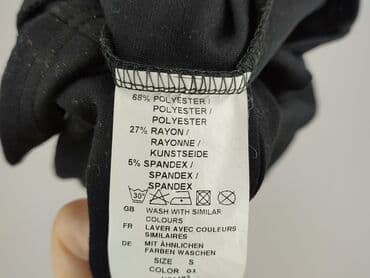 68% POLYESTER /
POLYESTER /
POLYESTER
27% RAYON /
RAYONNE /
KUNSTSEIDE
5% SPANDEX /
SPANDEX /
SPANDEX
30°
GB WASH WITH SIMILAR
COLOURS
FR LAVER AVEC COULEURS
SIMILAIRES
DE MIT ÄHNLICHEN
FARBEN WASCHEN
SIZE S
COLOR 01